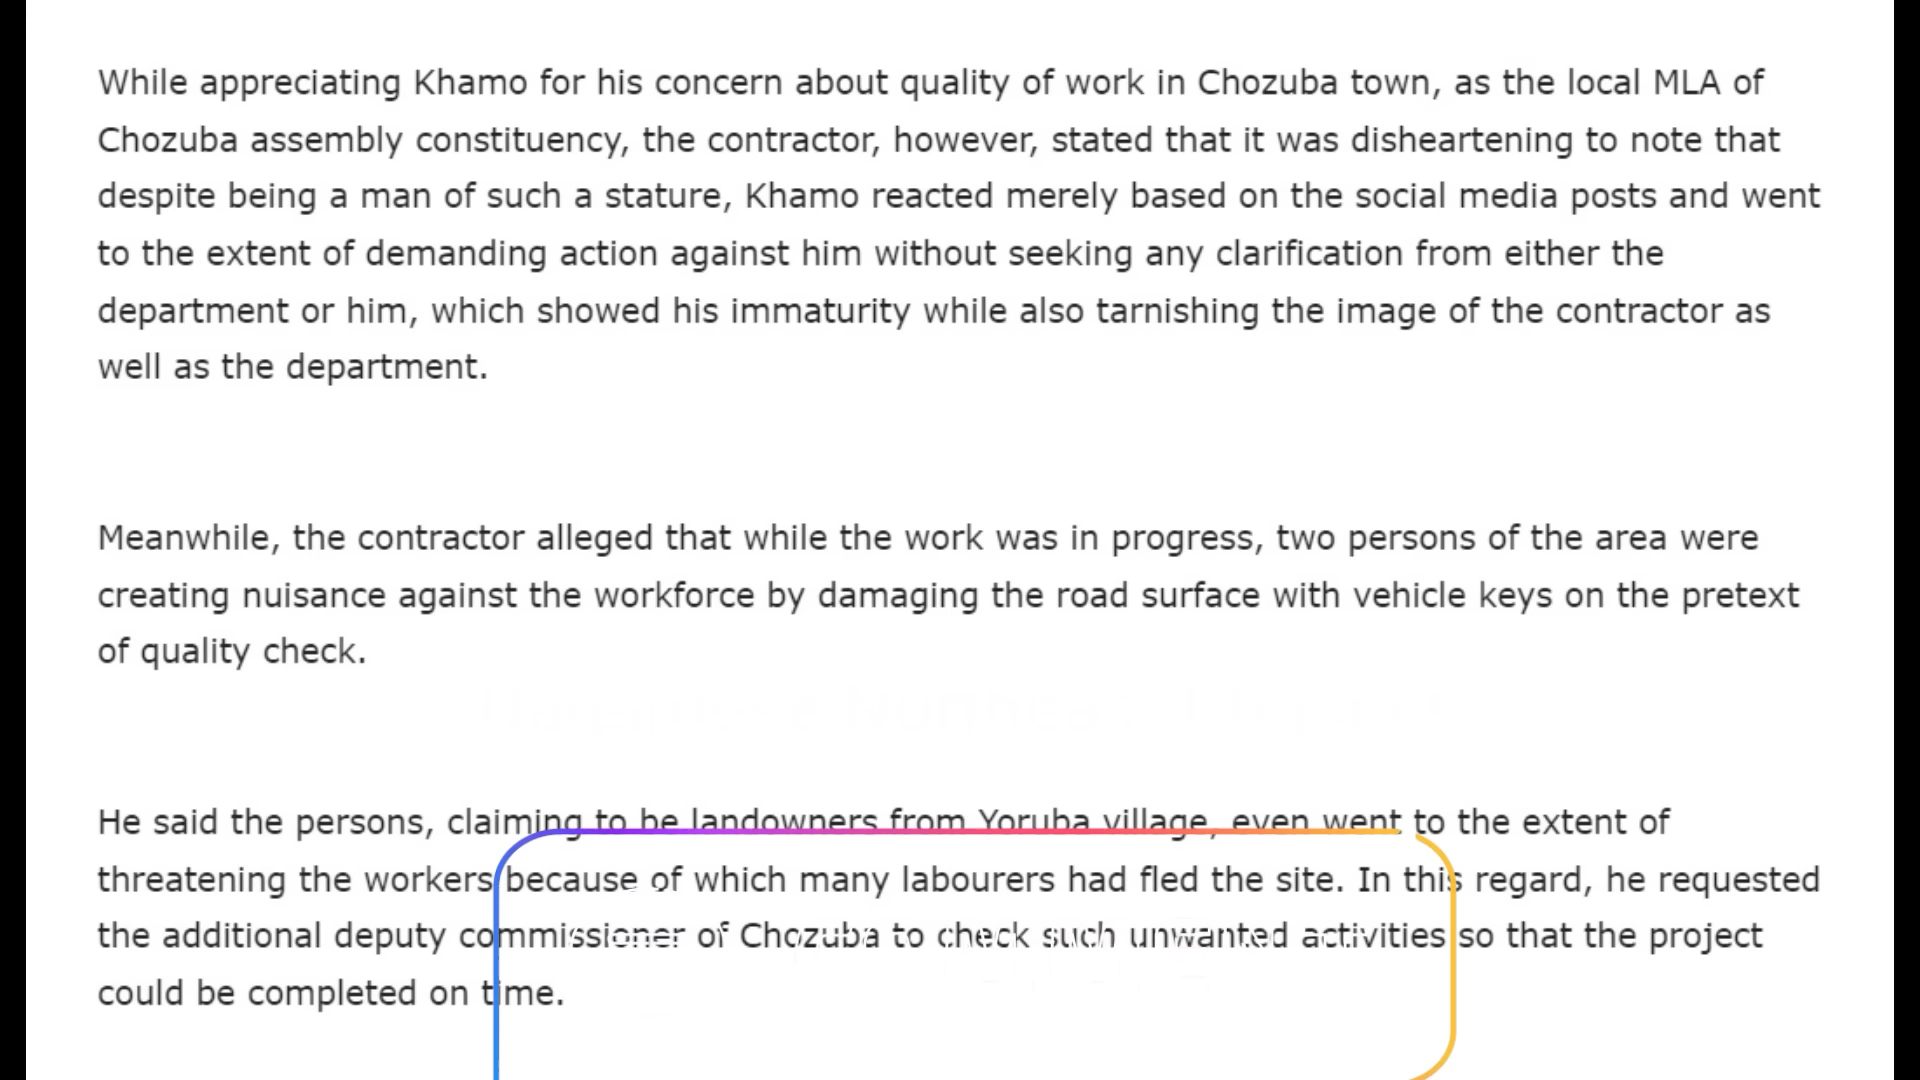 While appreciating Khamo for his concern about quality of work in Chozuba town, as the local MLA of
Chozuba assembly constituency, the contractor, however, stated that it was disheartening to note that
despite being a man of such a stature, Khamo reacted merely based on the social media posts and went
to the extent of demanding action against him without seeking any clarification from either the
department or him, which showed his immaturity while also tarnishing the image of the contractor as
well as the department.
Meanwhile, the contractor alleged that while the work was in progress, two persons of the area were
creating nuisance against the workforce by damaging the road surface with vehicle keys on the pretext
of quality check.
He said the persons, claiming to be landowners from Yoruba village, even went to the extent of
threatening the workers because of which many labourers had fled the site. In this regard, he requested
the additional deputy commissioner of Chozuba to check such unwanted activities so that the project
could be completed on time.